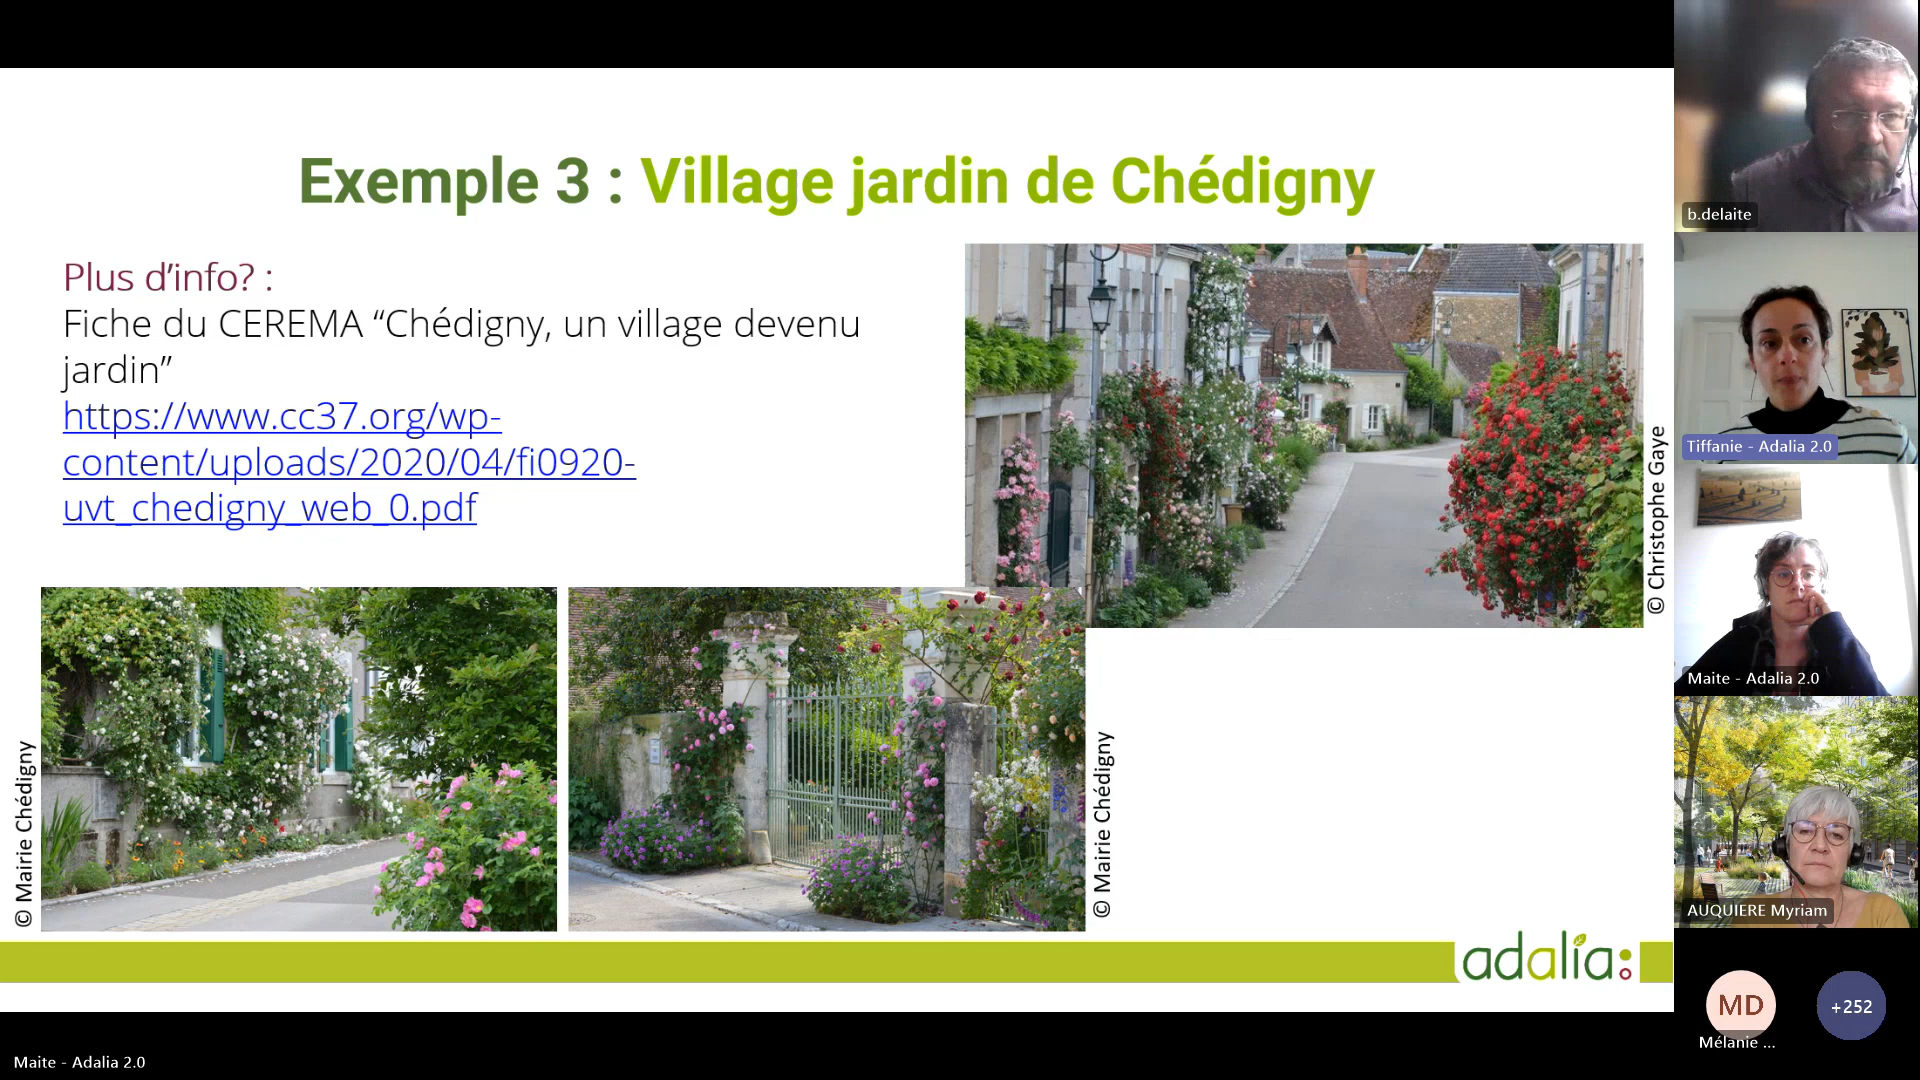 Exemple 3 : Village jardin de Chédigny
Plus d’info? :
Fiche du CEREMA “Chédigny, un village devenu
jardin”
https://www.cc37.org/wp-
content/uploads/2020/04/fi0920-
uvt_chedigny_web_0.pdf
© Christophe Gaye
© Mairie Chédigny
© Mairie Chédigny
adalia
Maite - Adalia 2.0
b.delaite
Tiffanie - Adalia 2.0
Maite - Adalia 2.0
AUQUIERE Myriam
MD
+252
Mélanie ...